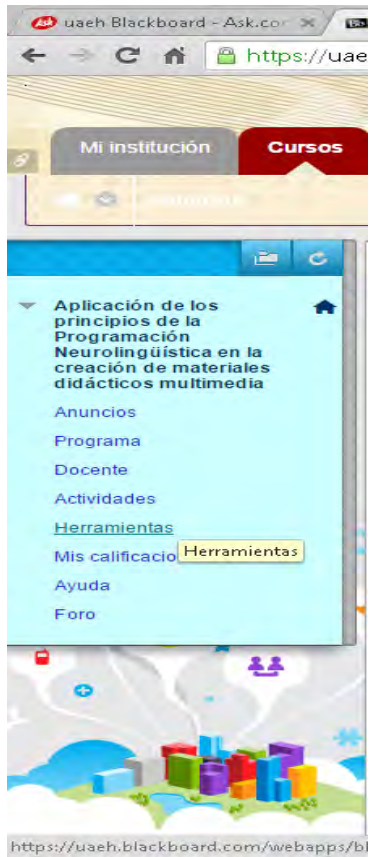 uaeh Blackboard - Ask.cor
https://uae
Mi institución
Cursos
Aplicación de los
principios de la
Programación
Neurolingüística en la
creación de materiales
didácticos multimedia
Anuncios
Programa
Docente
Actividades
Herramientas
Mis calificacio
Herramientas
Ayuda
Foro
https://uaeh.blackboard.com/webapps/bl